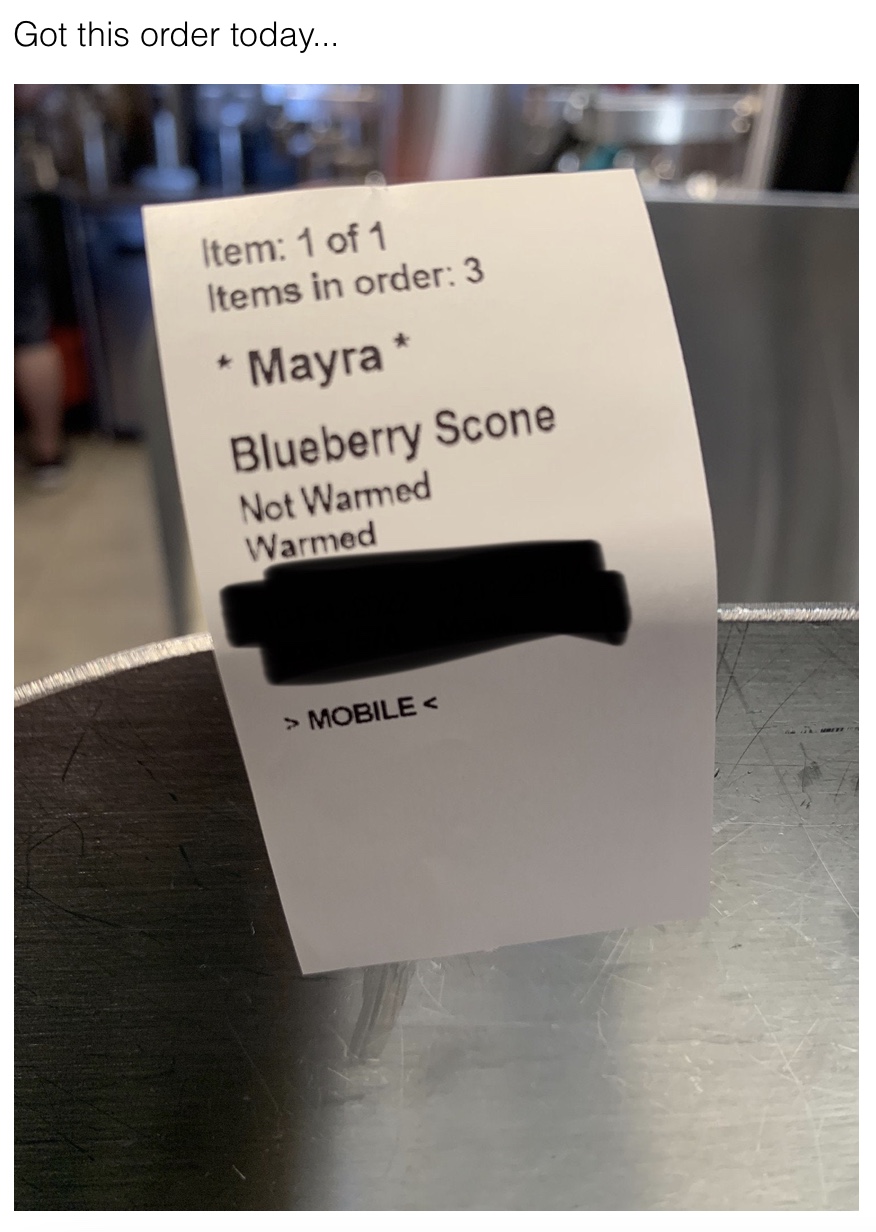 Got this order today...
Item: 1 of 1
Items in order: 3
* Mayra *
Blueberry Scone
Not Warmed
Warmed
> MOBILE <